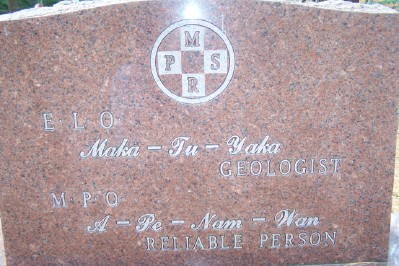 M
P S
R
E·L·O
Maka-Tu-Yaka
GEOLOGIST
M·P·O·
A-Pe-Nam-Wan
RELIABLE PERSON